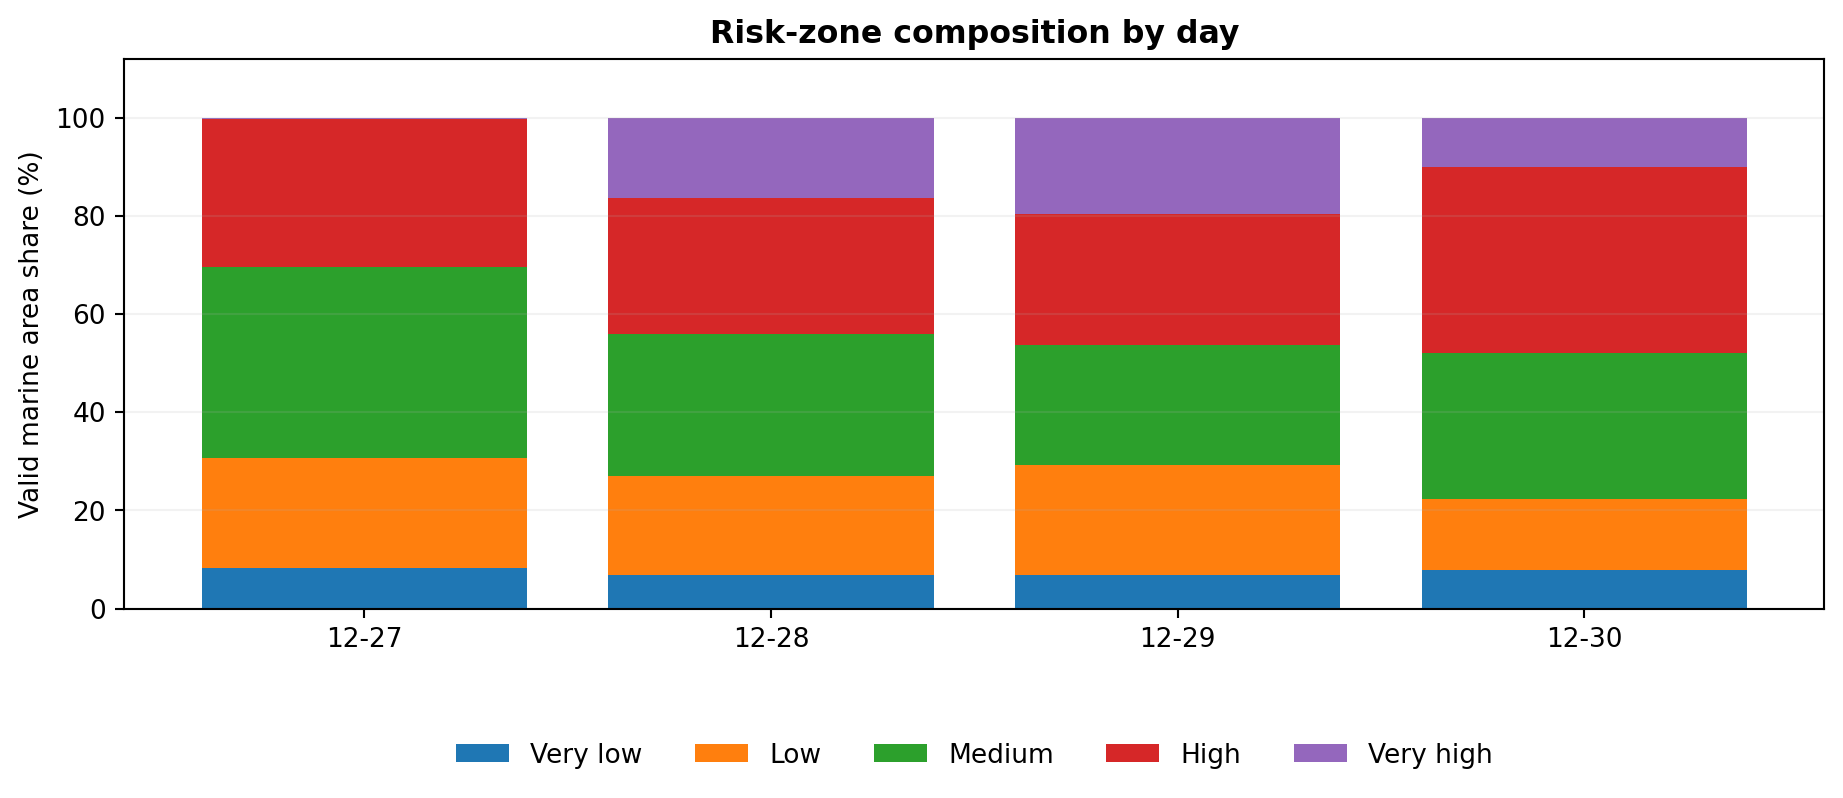 Risk-zone composition by day
Valid marine area share (%)
100
80
60
40
20
0
12-27 12-28 12-29 12-30
Very low Low Medium High Very high